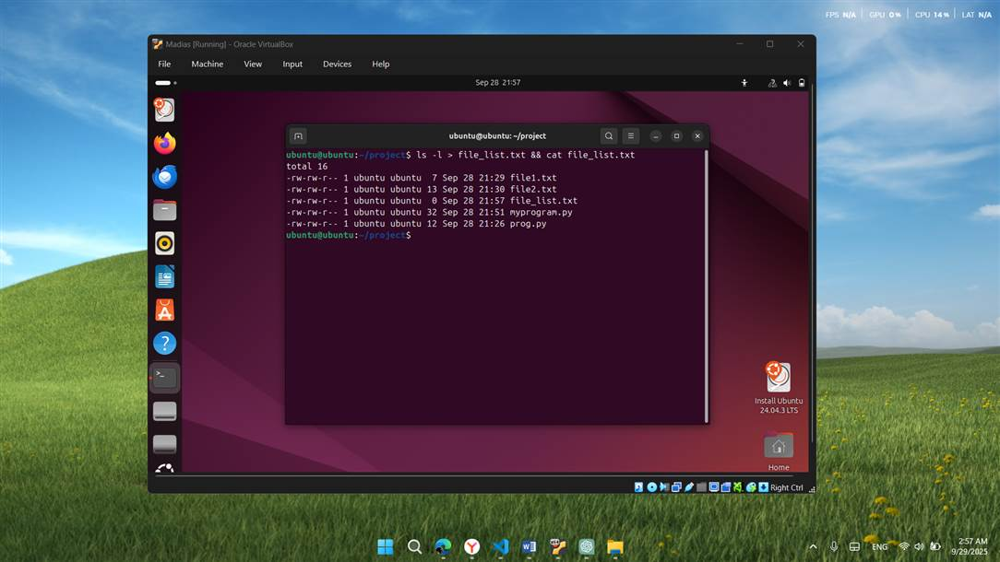 FPS N/A GPU 0% CPU 14% LAT N/A
Madias [Running] - Oracle VirtualBox
File Machine View Input Devices Help
Sep 28 21:57
ubuntu@ubuntu: ~/project
ubuntu@ubuntu:~/project$ ls -l > file_list.txt && cat file_list.txt
total 16
-rw-rw-r-- 1 ubuntu ubuntu  7 Sep 28 21:29 file1.txt
-rw-rw-r-- 1 ubuntu ubuntu 13 Sep 28 21:30 file2.txt
-rw-rw-r-- 1 ubuntu ubuntu  0 Sep 28 21:57 file_list.txt
-rw-rw-r-- 1 ubuntu ubuntu 32 Sep 28 21:51 myprogram.py
-rw-rw-r-- 1 ubuntu ubuntu 12 Sep 28 21:26 prog.py
ubuntu@ubuntu:~/project$
Install Ubuntu
24.04.3 LTS
Home
Right Ctrl
ENG
2:57 AM
9/29/2025